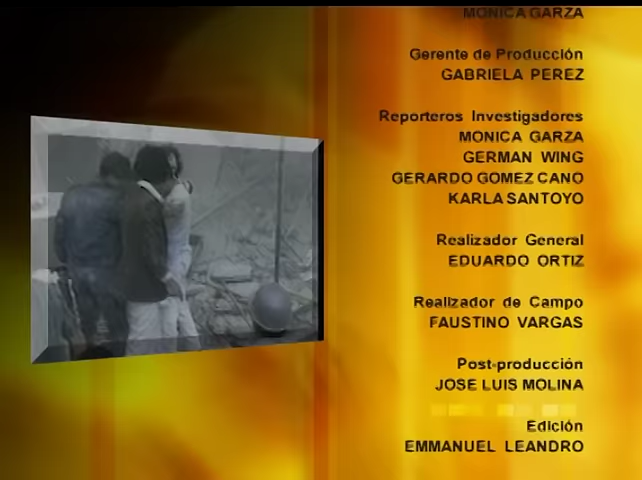 MONICA GARZA
Gerente de Producción
GABRIELA PEREZ
Reporteros Investigadores
MONICA GARZA
GERMAN WING
GERARDO GOMEZ CANO
KARLA SANTOYO
Realizador General
EDUARDO ORTIZ
Realizador de Campo
FAUSTINO VARGAS
Post-producción
JOSE LUIS MOLINA
Edición
EMMANUEL LEANDRO